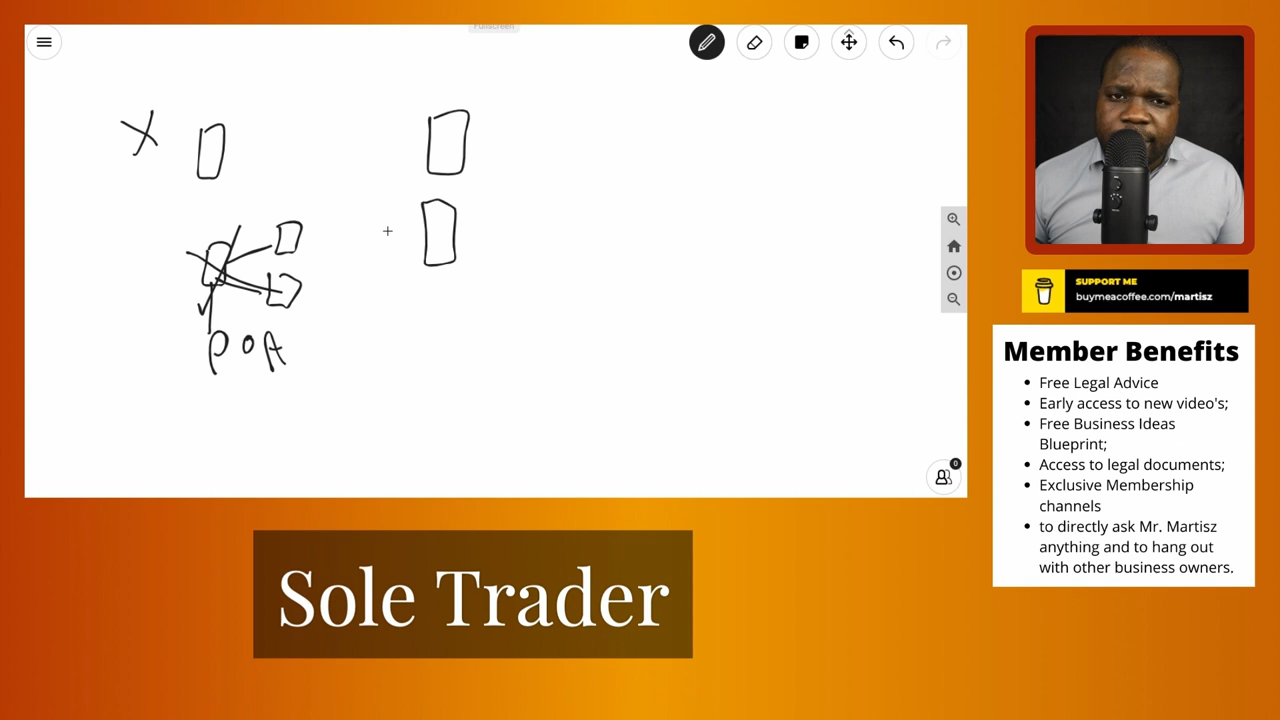 Fullscreen
X
POA
0
Sole Trader
SUPPORT ME
buymeacoffee.com/martisz
Member Benefits
• Free Legal Advice
• Early access to new video's;
• Free Business Ideas
Blueprint;
• Access to legal documents;
• Exclusive Membership
channels
• to directly ask Mr. Martisz
anything and to hang out
with other business owners.